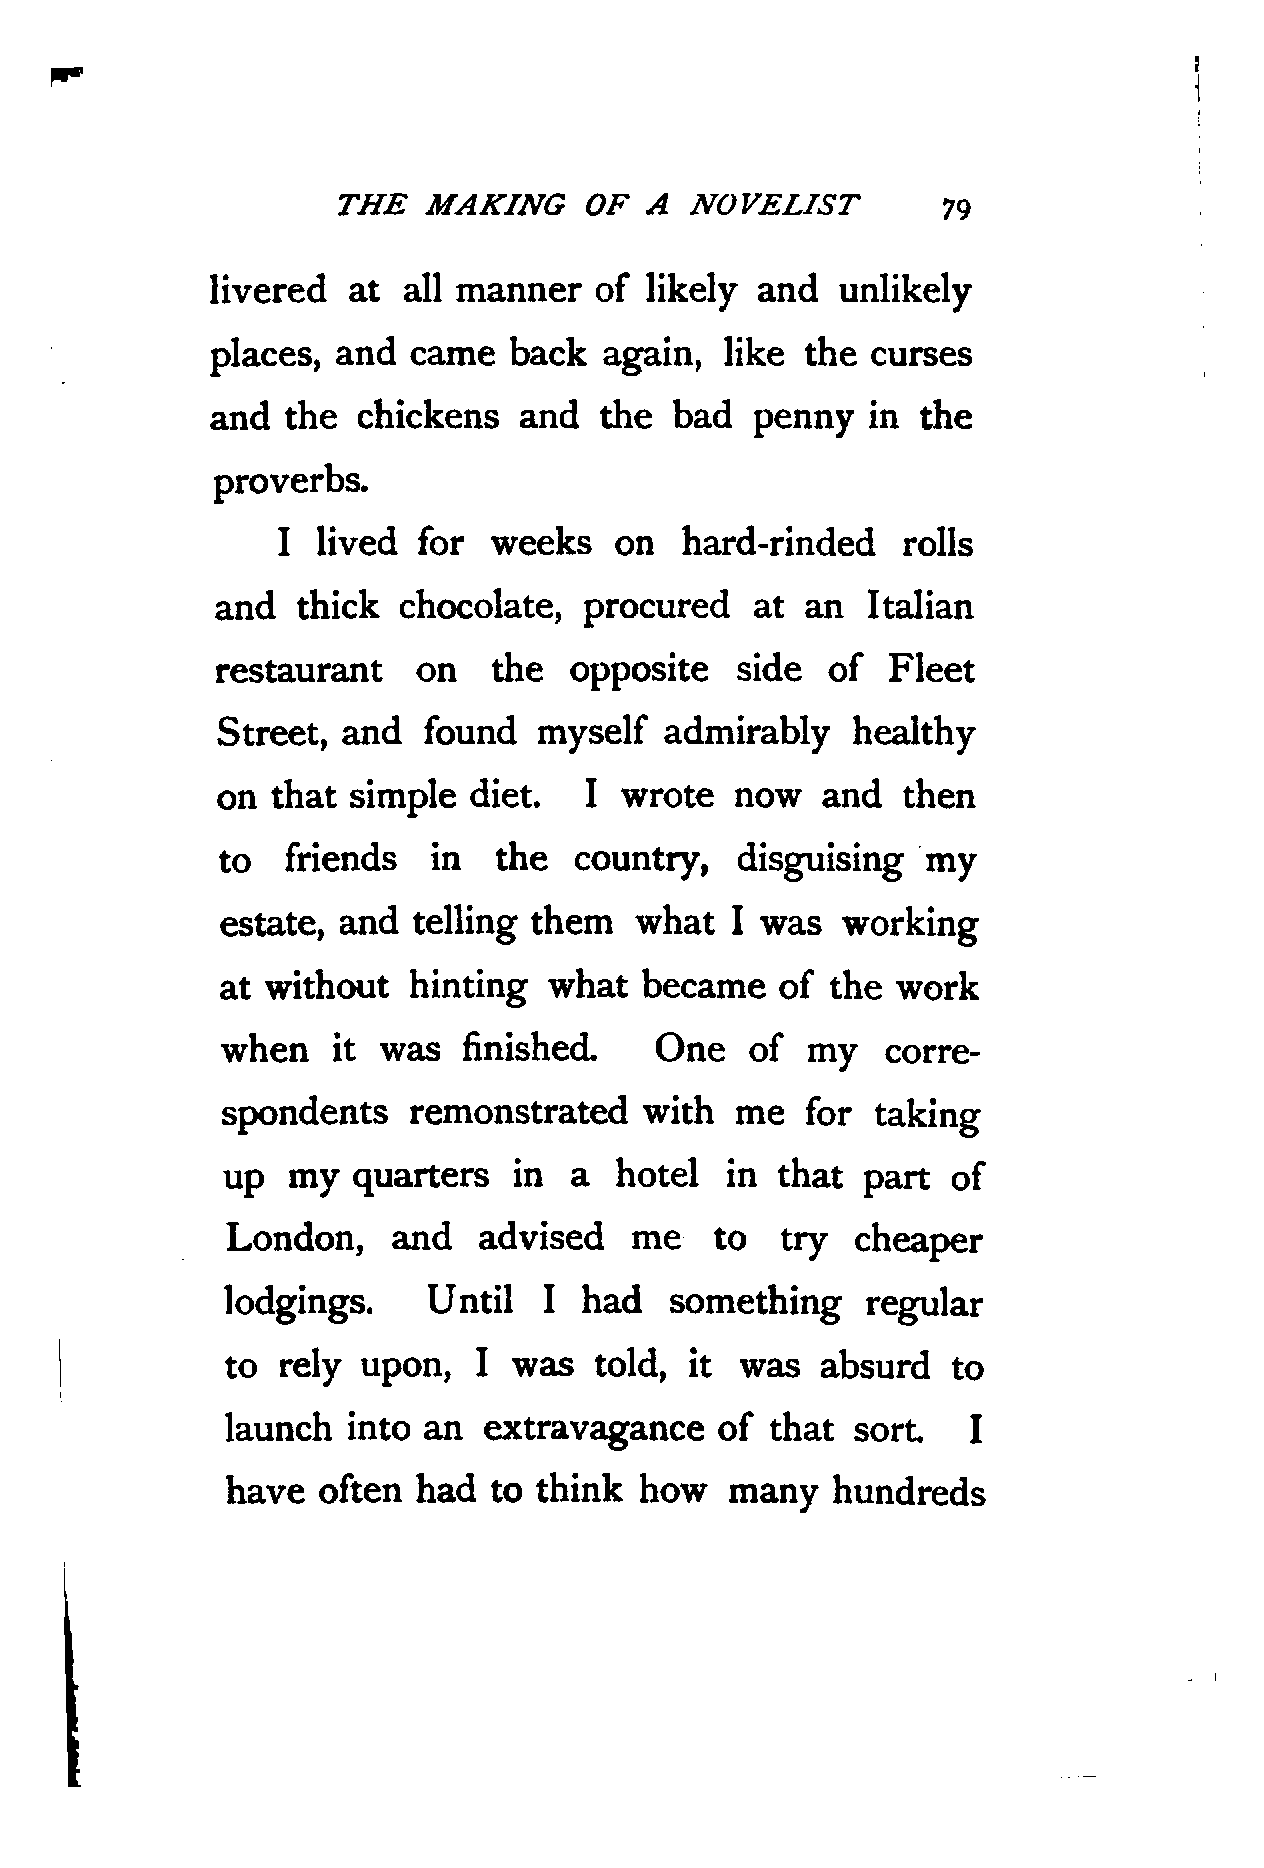 THE MAKING OF A NOVELIST 79
livered at all manner of likely and unlikely
places, and came back again, like the curses
and the chickens and the bad penny in the
proverbs.
I lived for weeks on hard-rinded rolls
and thick chocolate, procured at an Italian
restaurant on the opposite side of Fleet
Street, and found myself admirably healthy
on that simple diet. I wrote now and then
to friends in the country, disguising my
estate, and telling them what I was working
at without hinting what became of the work
when it was finished. One of my corre-
spondents remonstrated with me for taking
up my quarters in a hotel in that part of
London, and advised me to try cheaper
lodgings. Until I had something regular
to rely upon, I was told, it was absurd to
launch into an extravagance of that sort. I
have often had to think how many hundreds